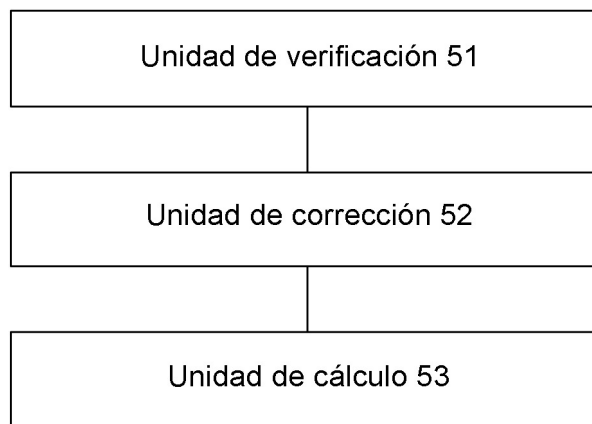 Unidad de verificación 51
Unidad de corrección 52
Unidad de cálculo 53